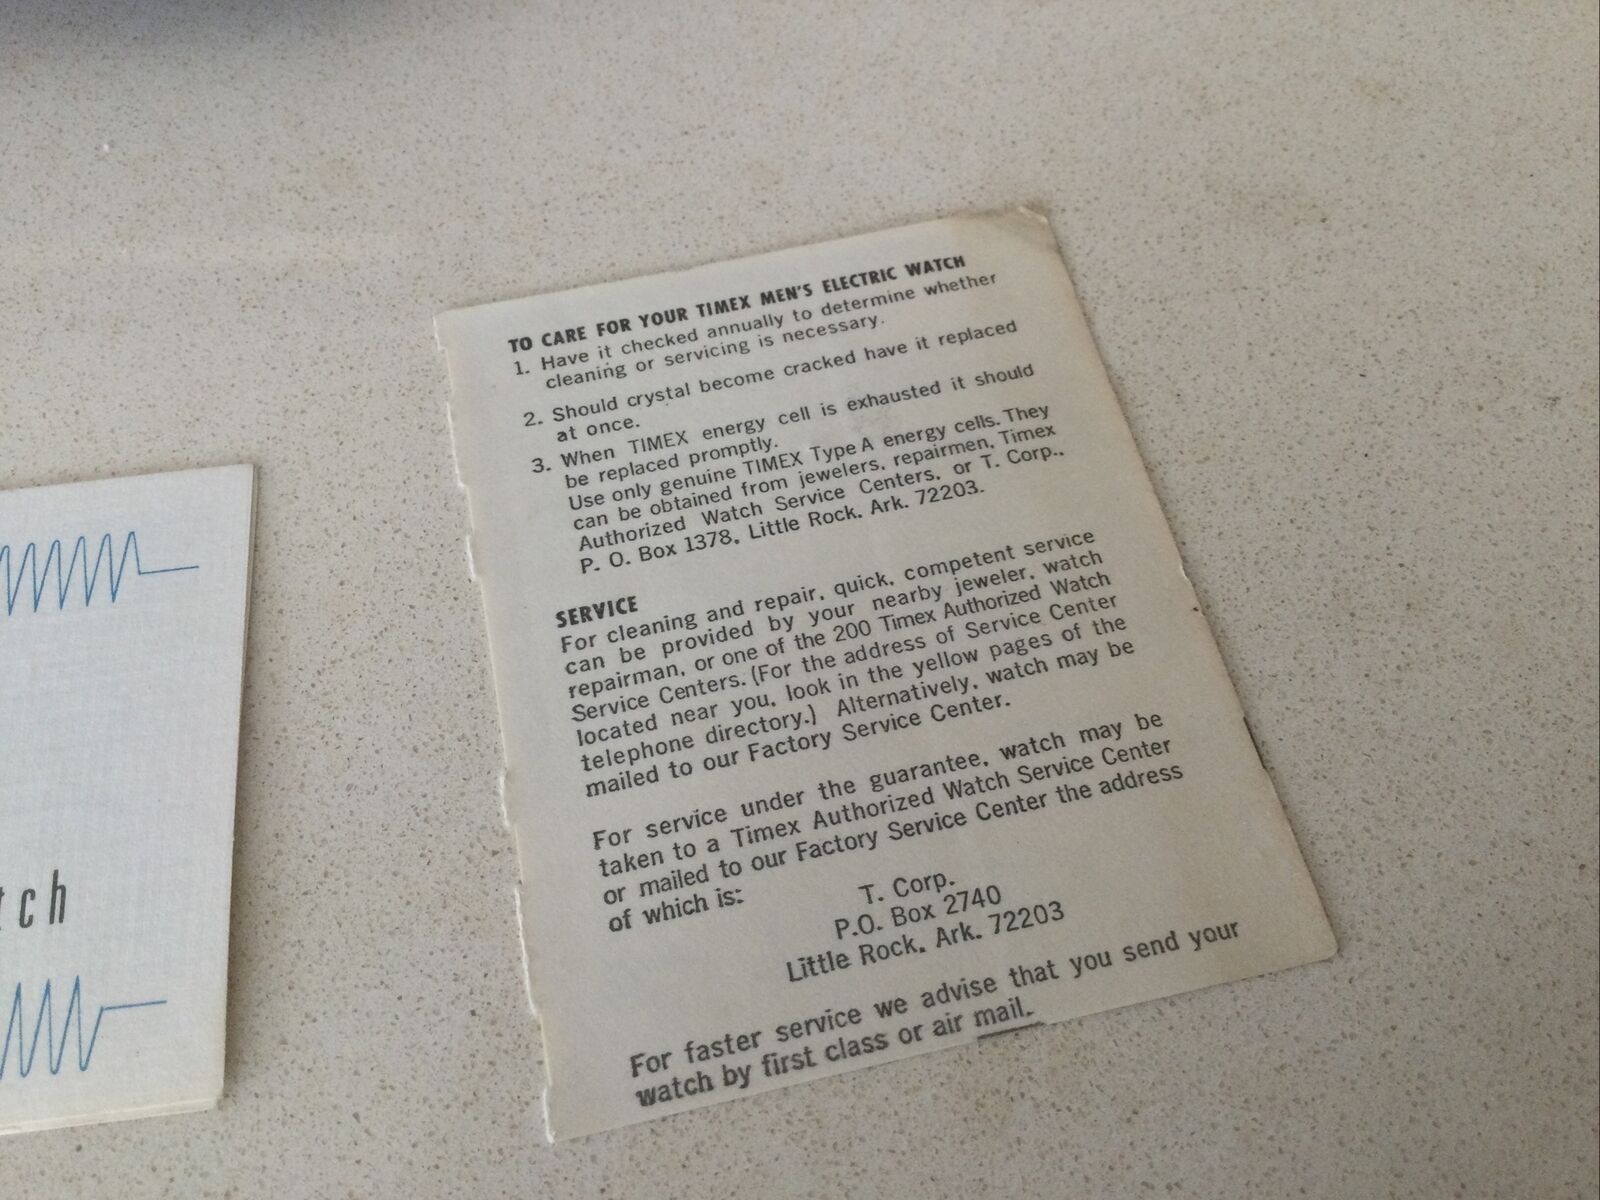 TO CARE FOR YOUR TIMEX MEN'S ELECTRIC WATCH
1. Have it checked annually to determine whether
cleaning or servicing is necessary.
2. Should crystal become cracked have it replaced
at once.
3. When TIMEX energy cell is exhausted it should
be replaced promptly.
Use only genuine TIMEX Type A energy cells. They
can be obtained from jewelers, repairmen, Timex
Authorized Watch Service Centers, or T. Corp.,
P. O. Box 1378, Little Rock, Ark. 72203.
SERVICE
For cleaning and repair, quick, competent service
can be provided by your nearby jeweler, watch
repairman, or one of the 200 Timex Authorized Watch
Service Centers. (For the address of Service Center
located near you, look in the yellow pages of the
telephone directory.) Alternatively, watch may be
mailed to our Factory Service Center.
For service under the guarantee, watch may be
taken to a Timex Authorized Watch Service Center
or mailed to our Factory Service Center the address
of which is:
T. Corp.
P.O. Box 2740
Little Rock, Ark. 72203
For faster service we advise that you send your
watch by first class or air mail.
tch